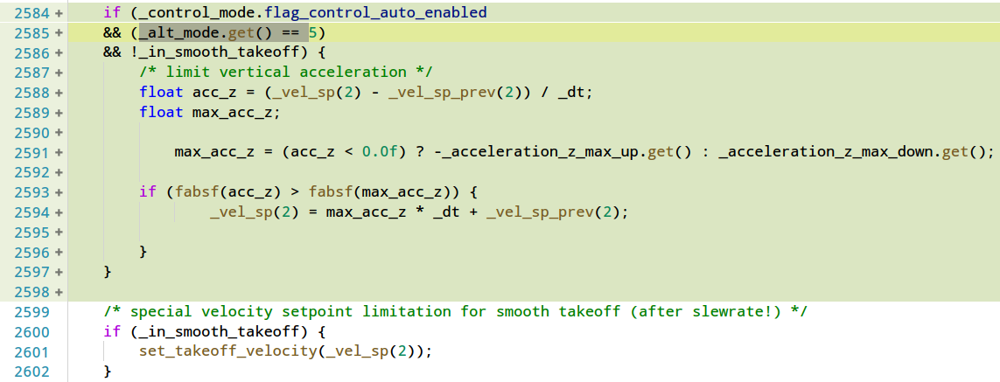 2584 + if (_control_mode.flag_control_auto_enabled
2585 + && (_alt_mode.get() == 5)
2586 + && !_in_smooth_takeoff) {
2587 + /* limit vertical acceleration */
2588 + float acc_z = (_vel_sp(2) - _vel_sp_prev(2)) / _dt;
2589 + float max_acc_z;
2590 +
2591 + max_acc_z = (acc_z < 0.0f) ? -_acceleration_z_max_up.get() : _acceleration_z_max_down.get();
2592 +
2593 + if (fabsf(acc_z) > fabsf(max_acc_z)) {
2594 + _vel_sp(2) = max_acc_z * _dt + _vel_sp_prev(2);
2595 +
2596 + }
2597 + }
2598 +
2599 /* special velocity setpoint limitation for smooth takeoff (after slewrate!) */
2600 if (_in_smooth_takeoff) {
2601 set_takeoff_velocity(_vel_sp(2));
2602 }